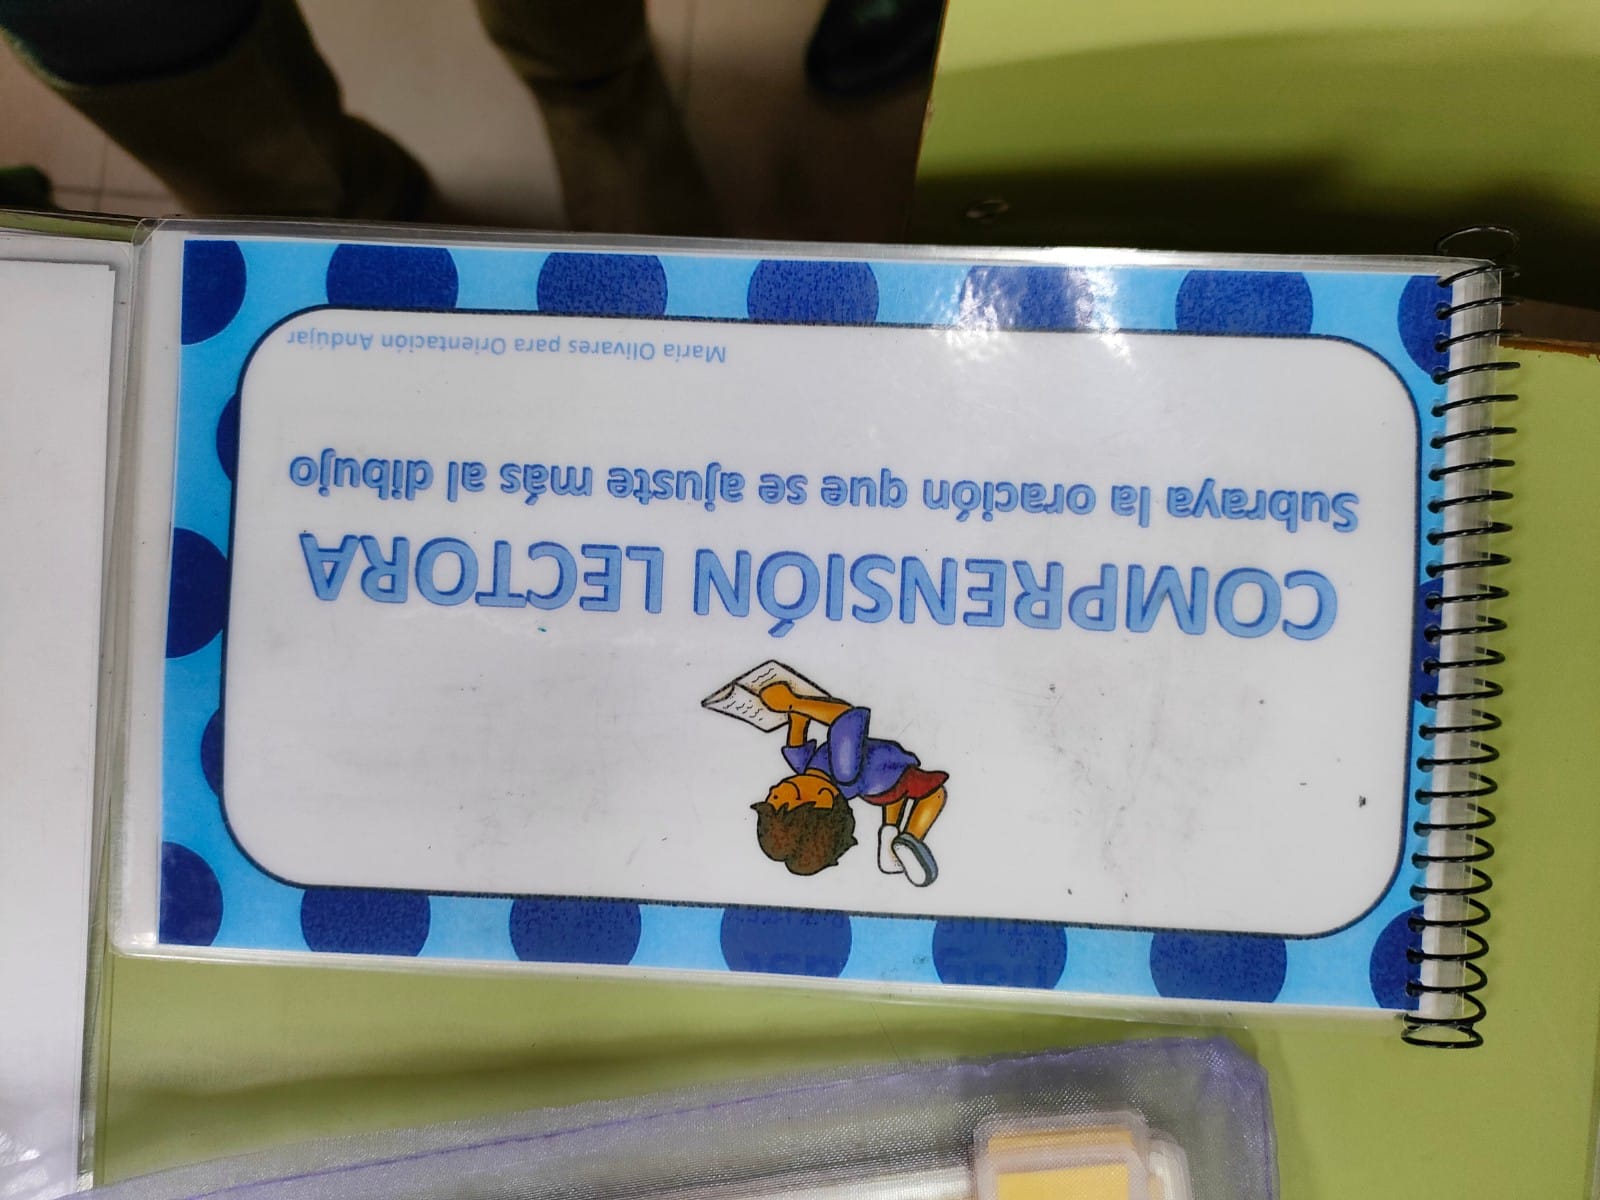 COMPRENSIÓN LECTORA
Subraya la oración que se ajuste más al dibujo
María Olivares para Orientación Andújar